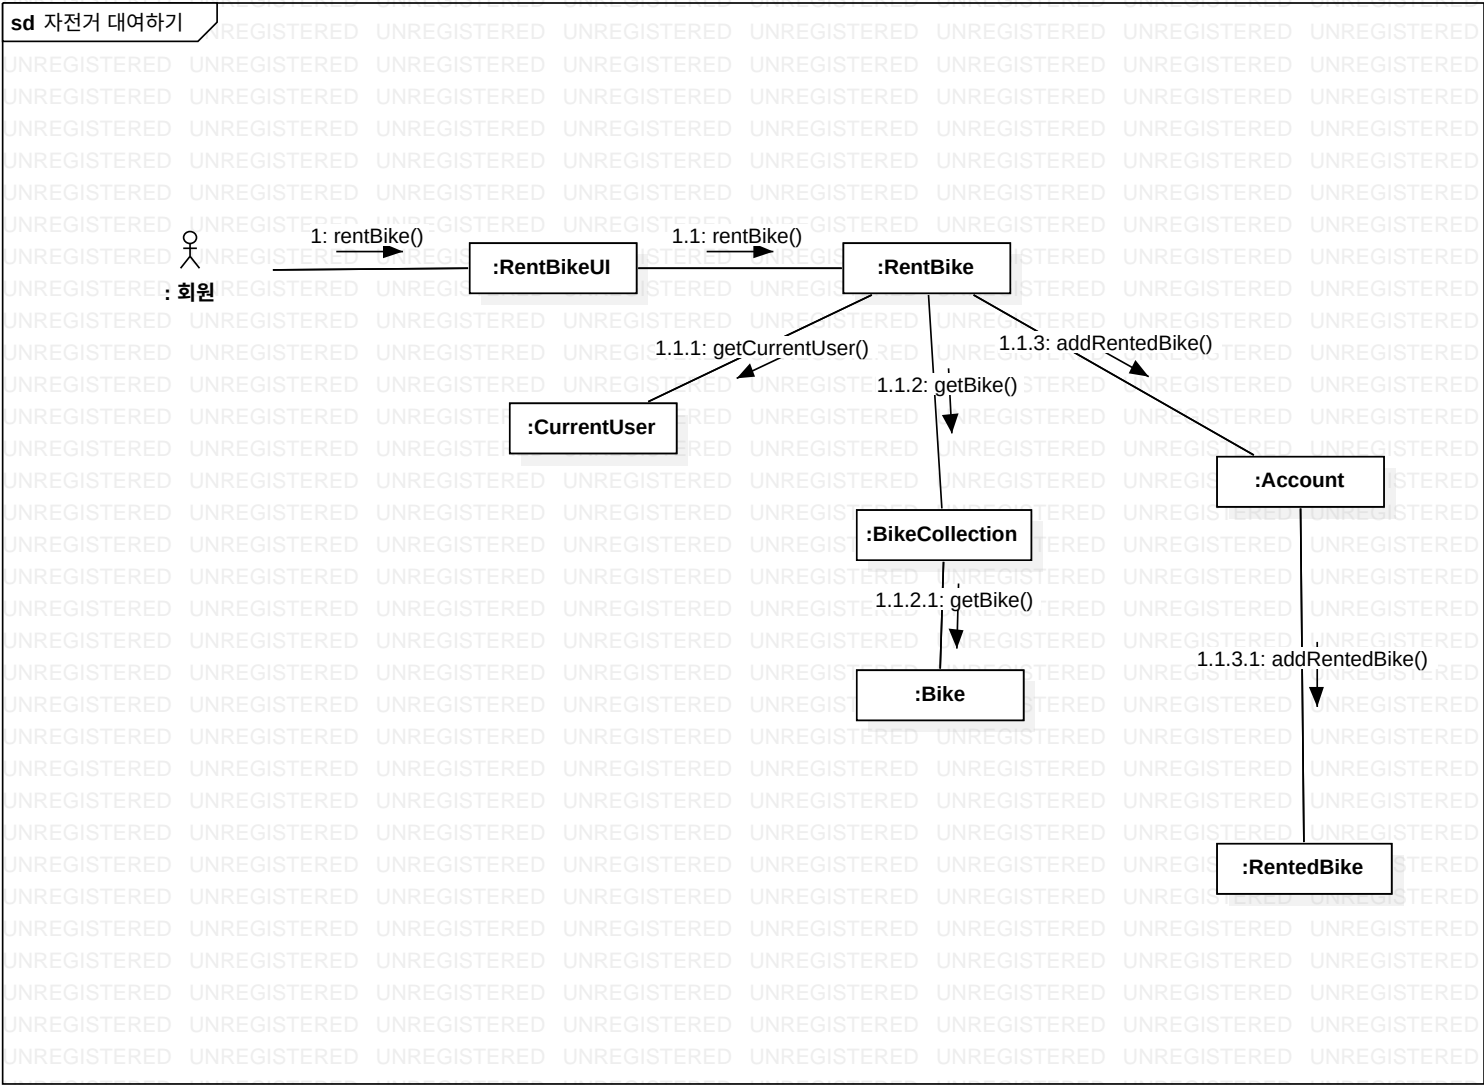 sd 자전거 대여하기
1: rentBike()
1.1: rentBike()
:RentBikeUI
:RentBike
: 회원
1.1.1: getCurrentUser()
1.1.3: addRentedBike()
1.1.2: getBike()
:CurrentUser
:Account
:BikeCollection
1.1.2.1: getBike()
1.1.3.1: addRentedBike()
:Bike
:RentedBike
UNREGISTERED